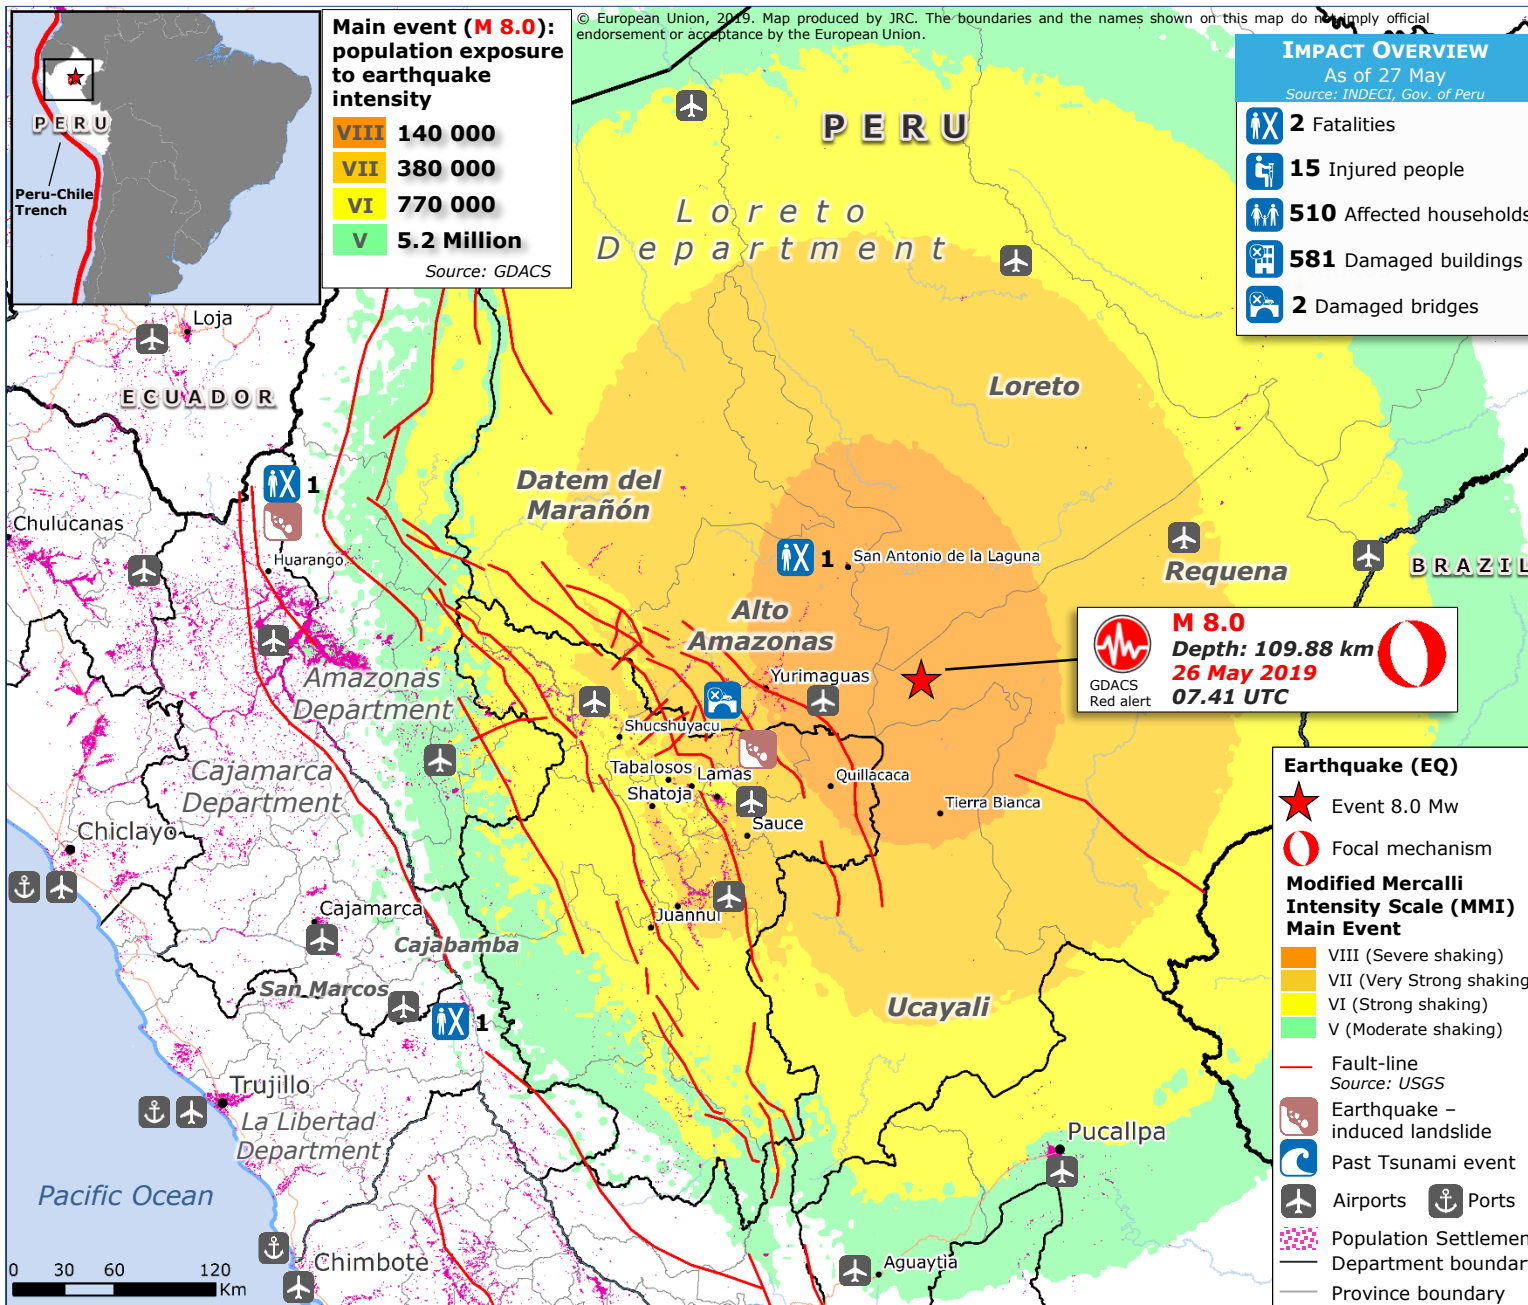 © European Union, 2019. Map produced by JRC. The boundaries and the names shown on this map do not imply official
endorsement or acceptance by the European Union.
PERU
Peru-Chile
Trench
Main event (M 8.0):
population exposure
to earthquake
intensity
VIII 140 000
VII 380 000
VI 770 000
V 5.2 Million
Source: GDACS
IMPACT OVERVIEW
As of 27 May
Source: INDECI, Gov. of Peru
2 Fatalities
15 Injured people
510 Affected households
581 Damaged buildings
2 Damaged bridges
PERU
Loreto
Department
Loja
ECUADOR
Loreto
Datem del
Marañón
1
Chulucanas
Huarango
1
San Antonio de la Laguna
Requena
BRAZIL
Alto
Amazonas
M 8.0
Depth: 109.88 km
26 May 2019
07.41 UTC
GDACS
Red alert
Amazonas
Department
Yurimaguas
Shucshuyacu
Cajamarca
Department
Tabalosos
Lamas
Shatoja
Quillacaca
Tierra Bianca
Sauce
Chiclayo
Cajamarca
Juannui
Cajabamba
San Marcos
1
Ucayali
Trujillo
La Libertad
Department
Pucallpa
Pacific Ocean
Chimbote
Aguaytia
0 30 60 120
Km
Earthquake (EQ)
Event 8.0 Mw
Focal mechanism
Modified Mercalli
Intensity Scale (MMI)
Main Event
VIII (Severe shaking)
VII (Very Strong shaking
VI (Strong shaking)
V (Moderate shaking)
Fault-line
Source: USGS
Earthquake –
induced landslide
Past Tsunami event
Airports Ports
Population Settlemen
Department boundar
Province boundary